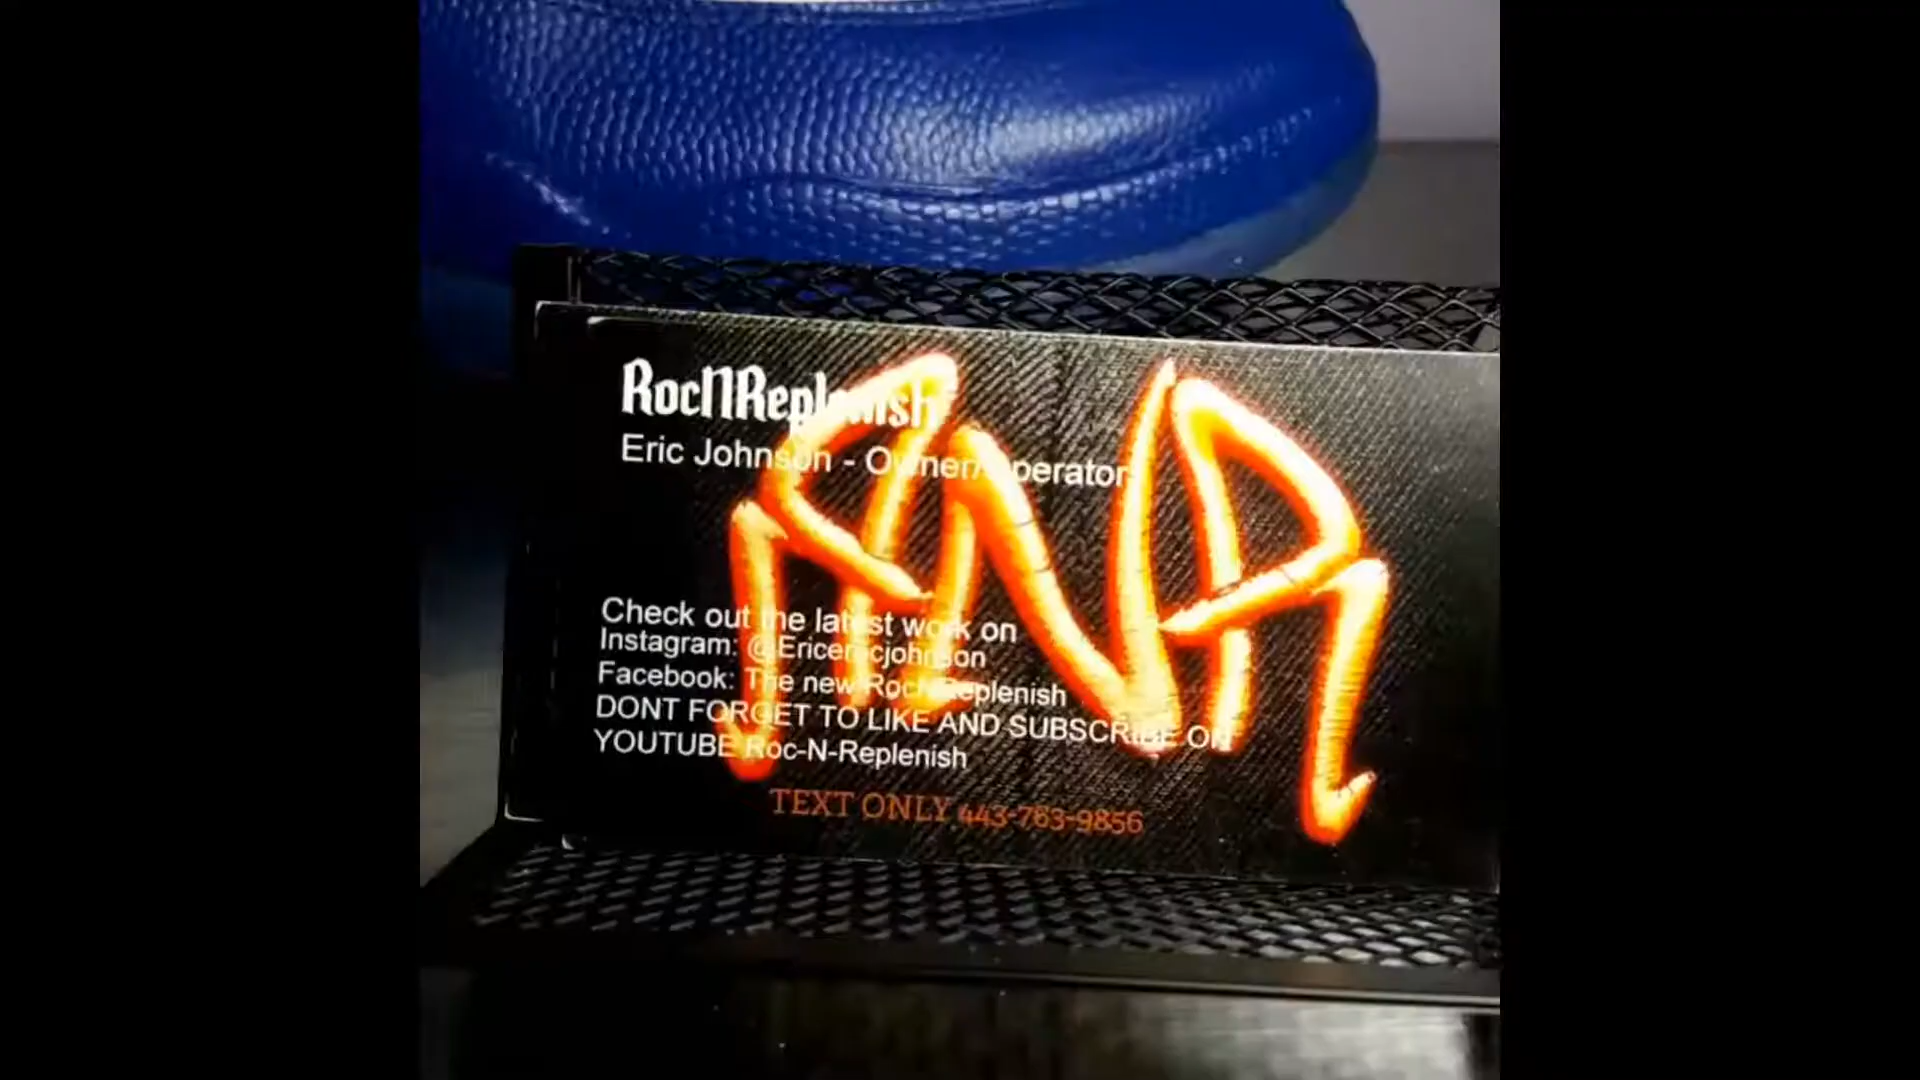 RocNReplenish
Eric Johnson - Owner/Operator
Check out the latest work on
Instagram: @Ericericjohnson
Facebook: The new RocNReplenish
DONT FORGET TO LIKE AND SUBSCRIBE ON
YOUTUBE Roc-N-Replenish
TEXT ONLY 443-763-9856
RNR